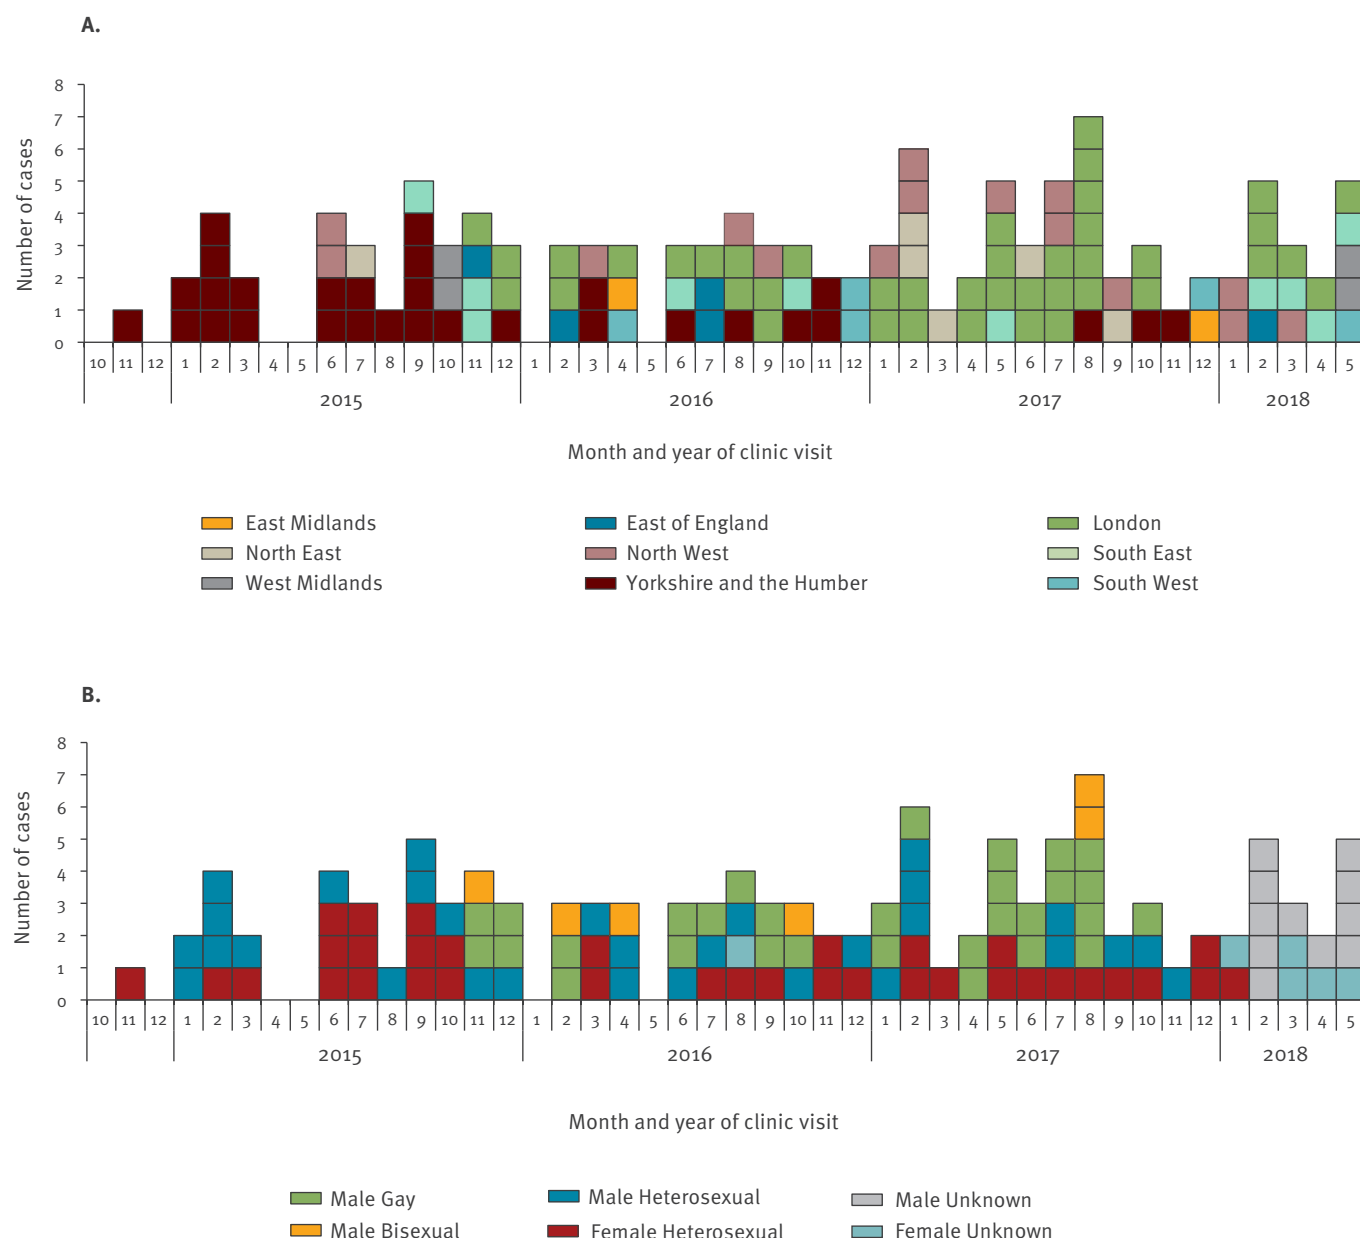 A.
Number of cases
8
7
6
5
4
3
2
1
0
10 11 12 1 2 3 4 5 6 7 8 9 10 11 12 1 2 3 4 5 6 7 8 9 10 11 12 1 2 3 4 5 6 7 8 9 10 11 12 1 2 3 4 5
2015 2016 2017 2018
Month and year of clinic visit
East Midlands East of England London
North East North West South East
West Midlands Yorkshire and the Humber South West
B.
Number of cases
8
7
6
5
4
3
2
1
0
10 11 12 1 2 3 4 5 6 7 8 9 10 11 12 1 2 3 4 5 6 7 8 9 10 11 12 1 2 3 4 5 6 7 8 9 10 11 12 1 2 3 4 5
2015 2016 2017 2018
Month and year of clinic visit
Male Gay Male Heterosexual Male Unknown
Male Bisexual Female Heterosexual Female Unknown